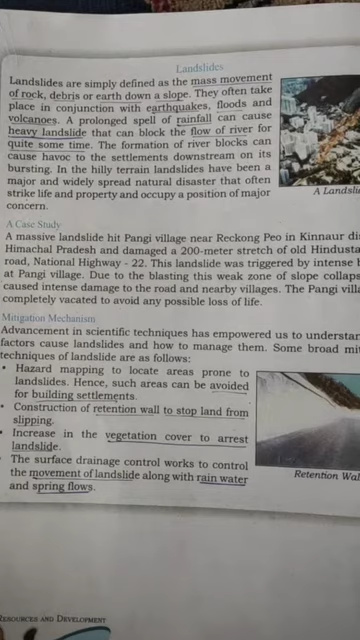 Landslides
Landslides are simply defined as the mass movement
of rock, debris or earth down a slope. They often take
place in conjunction with earthquakes, floods and
volcanoes. A prolonged spell of rainfall can cause
heavy landslide that can block the flow of river for
quite some time. The formation of river blocks can
cause havoc to the settlements downstream on its
bursting. In the hilly terrain landslides have been a
major and widely spread natural disaster that often
strike life and property and occupy a position of major
concern.
A Landsli
A Case Study
A massive landslide hit Pangi village near Reckong Peo in Kinnaur di
Himachal Pradesh and damaged a 200-meter stretch of old Hindusta
road, National Highway - 22. This landslide was triggered by intense b
at Pangi village. Due to the blasting this weak zone of slope collaps
caused intense damage to the road and nearby villages. The Pangi villa
completely vacated to avoid any possible loss of life.
Mitigation Mechanism
Advancement in scientific techniques has empowered us to understan
factors cause landslides and how to manage them. Some broad mit
techniques of landslide are as follows:
• Hazard mapping to locate areas prone to
landslides. Hence, such areas can be avoided
for building settlements.
• Construction of retention wall to stop land from
slipping.
• Increase in the vegetation cover to arrest
landslide.
• The surface drainage control works to control
the movement of landslide along with rain water
and spring flows.
Retention Wal
RESOURCES AND DEVELOPMENT